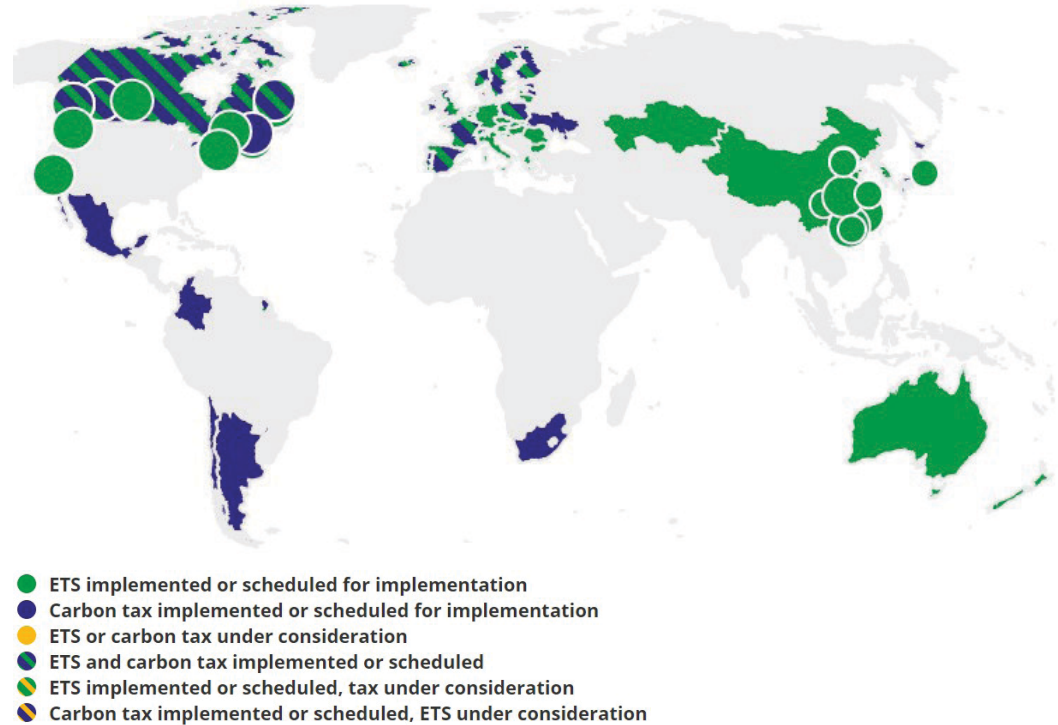 ETS implemented or scheduled for implementation
Carbon tax implemented or scheduled for implementation
ETS or carbon tax under consideration
ETS and carbon tax implemented or scheduled
ETS implemented or scheduled, tax under consideration
Carbon tax implemented or scheduled, ETS under consideration